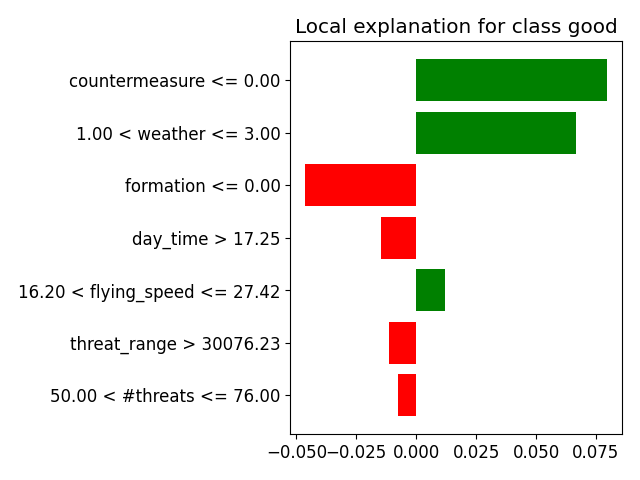 Local explanation for class good
countermeasure <= 0.00
1.00 < weather <= 3.00
formation <= 0.00
day_time > 17.25
16.20 < flying_speed <= 27.42
threat_range > 30076.23
50.00 < #threats <= 76.00
−0.050 −0.025 0.000 0.025 0.050 0.075